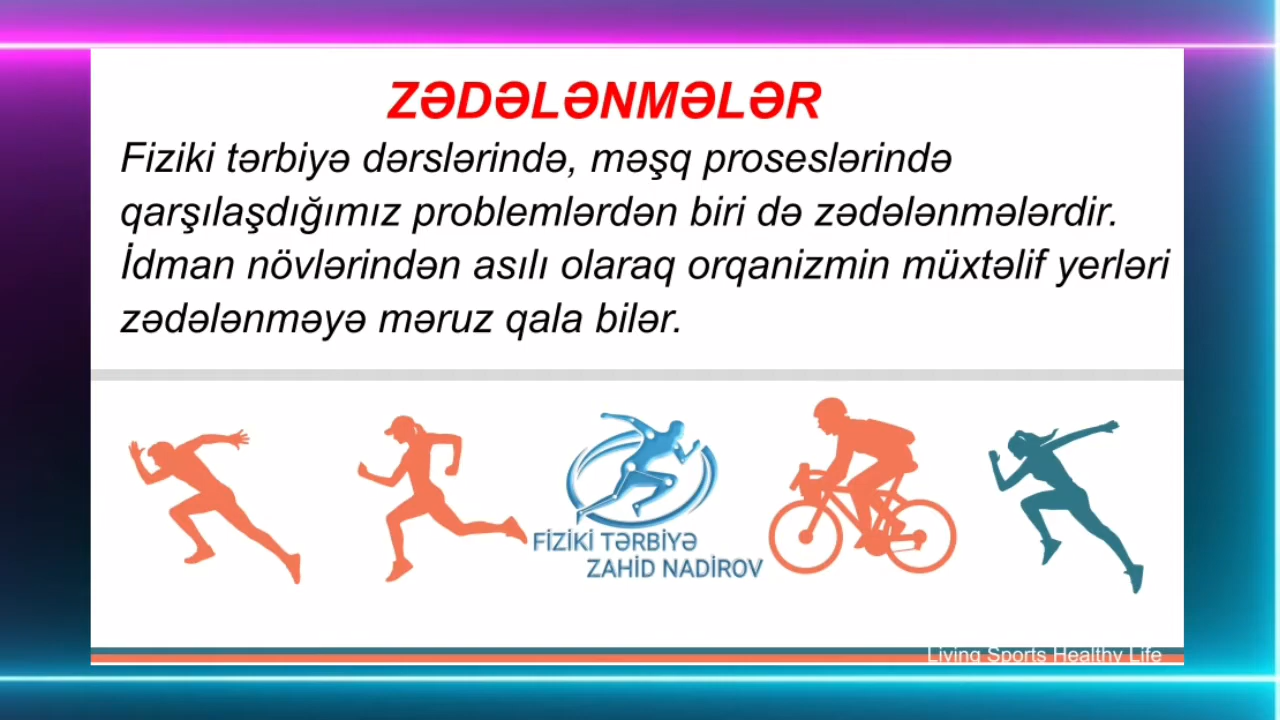 ZƏDƏLƏNMƏLƏR
Fiziki tərbiyə dərslərində, məşq proseslərində
qarşılaşdığımız problemlərdən biri də zədələnmələrdir.
İdman növlərindən asılı olaraq orqanizmin müxtəlif yerləri
zədələnməyə məruz qala bilər.
FİZİKİ TƏRBİYƏ
ZAHİD NADİROV
Living Sports Healthy Life